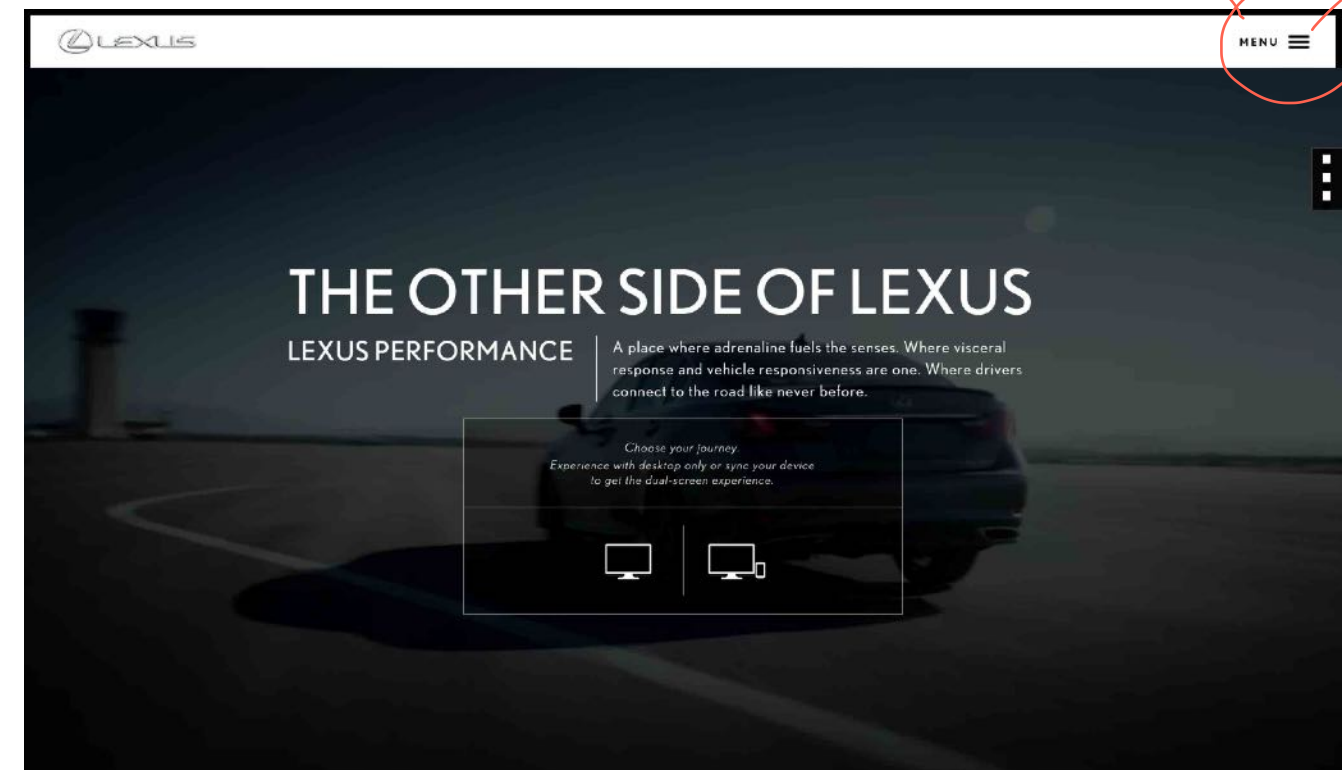 LEXUS
MENU
THE OTHER SIDE OF LEXUS
LEXUS PERFORMANCE
A place where adrenaline fuels the senses. Where visceral
response and vehicle responsiveness are one. Where drivers
connect to the road like never before.
Choose your journey.
Experience with desktop only or sync your device
to get the dual-screen experience.